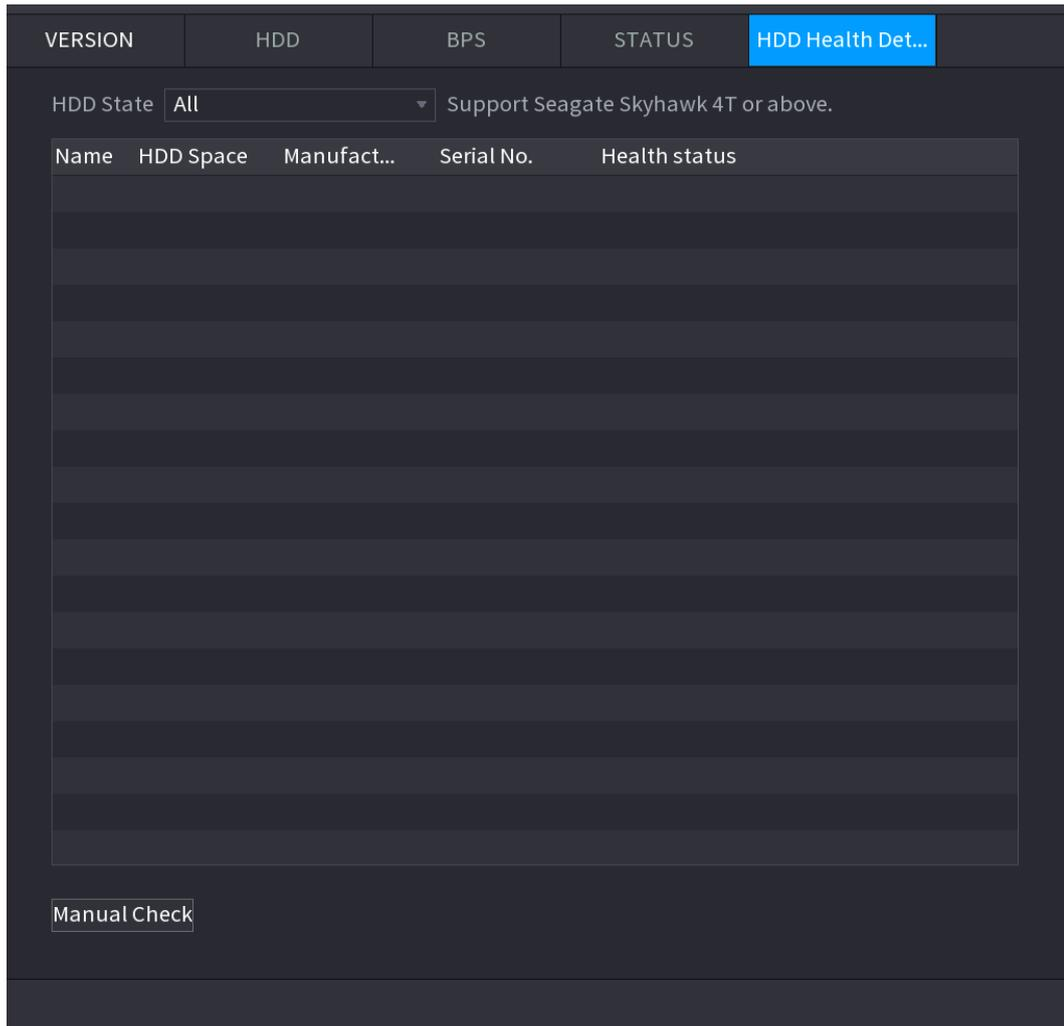 VERSION HDD BPS STATUS HDD Health Det...
HDD State All Support Seagate Skyhawk 4T or above.
Name HDD Space Manufact... Serial No. Health status
Manual Check